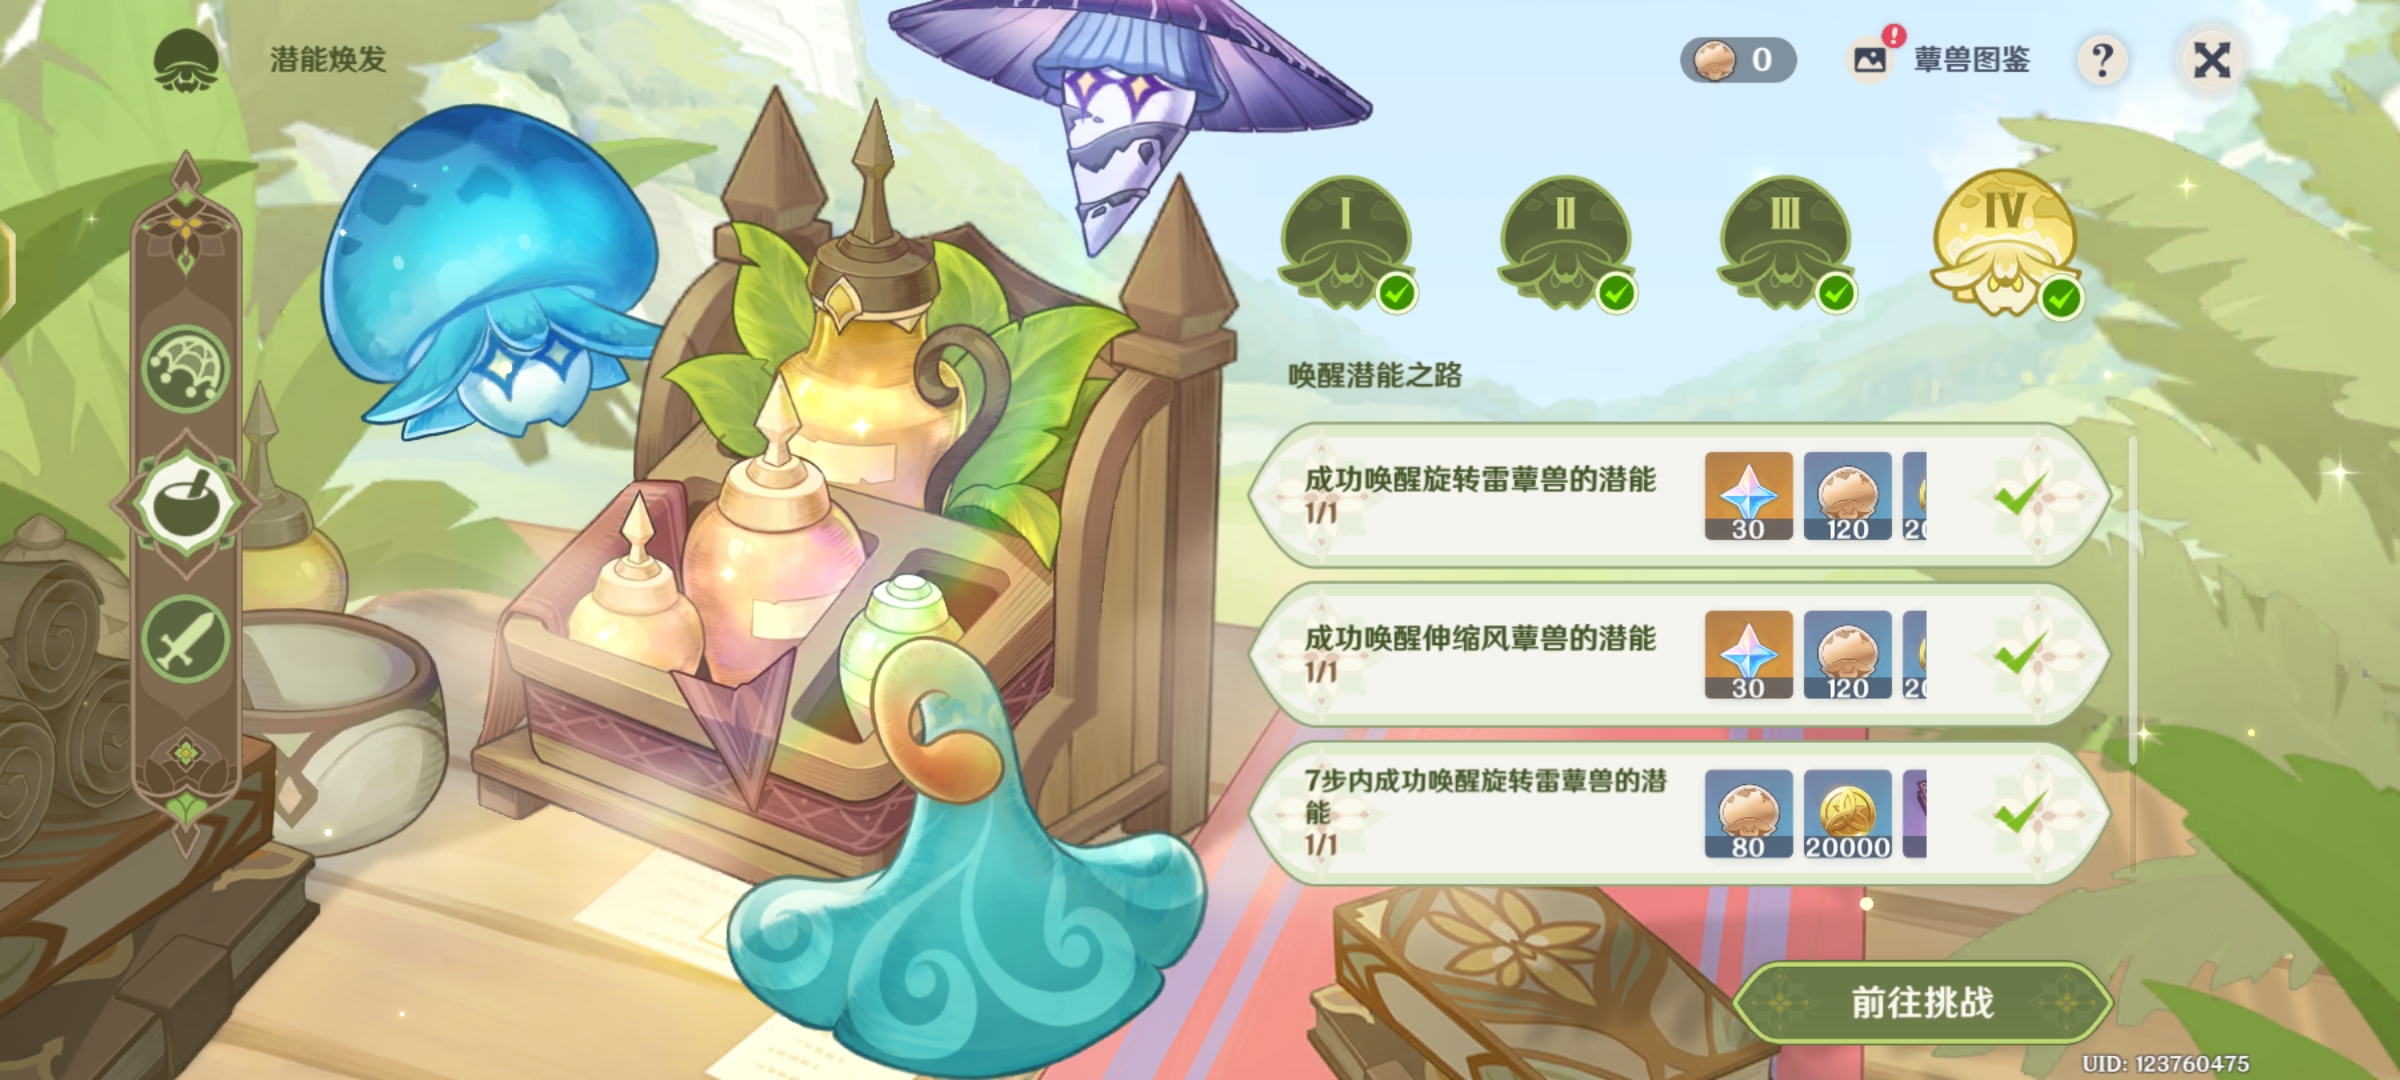 潜能焕发
0
蕈兽图鉴
?
I
II
III
IV
唤醒潜能之路
成功唤醒旋转雷蕈兽的潜能
1/1
30
120
成功唤醒伸缩风蕈兽的潜能
1/1
30
120
7步内成功唤醒旋转雷蕈兽的潜
能
1/1
80
20000
前往挑战
UID: 123760475